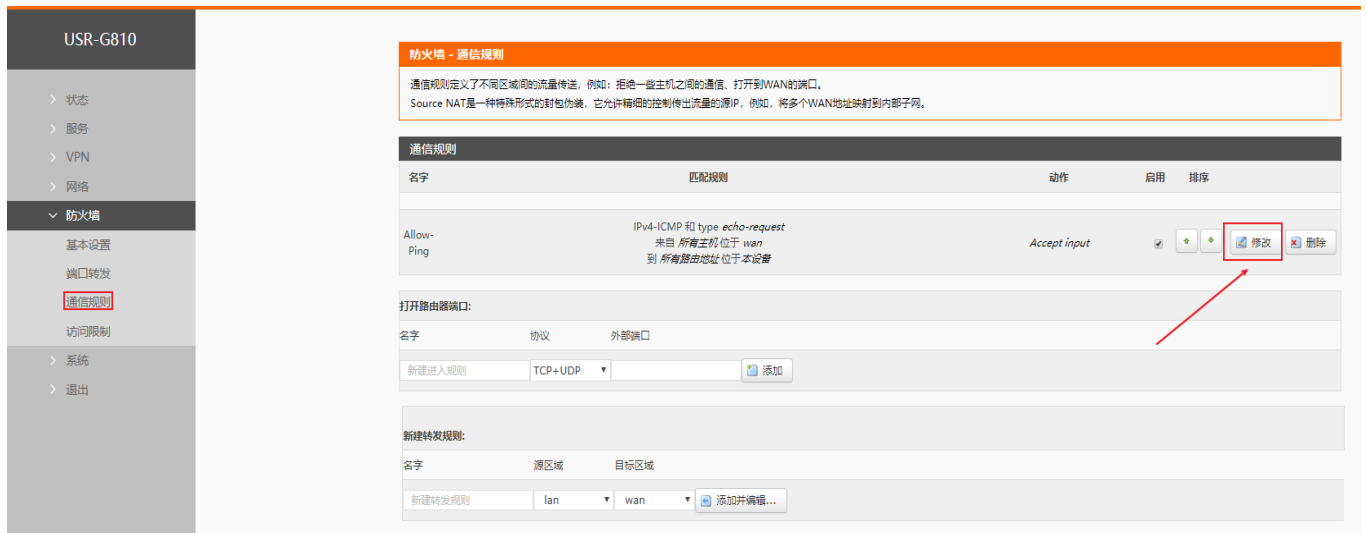 USR-G810
状态
服务
VPN
网络
防火墙
基本设置
端口转发
通信规则
访问限制
系统
退出
防火墙 - 通信规则
通信规则定义了不同区域间的流量传送，例如：拒绝一些主机之间的通信、打开到WAN的端口。
Source NAT是一种特殊形式的封包伪装，它允许精细的控制传出流量的源IP，例如，将多个WAN地址映射到内部子网。
通信规则
名字 匹配规则 动作 启用 排序
Allow-Ping
IPv4-ICMP 和 type echo-request
来自 所有主机 位于 wan
到 所有路由地址 位于 本设备
Accept input
修改 删除
打开路由器端口:
名字 协议 外部端口
新建进入规则 TCP+UDP 添加
新建转发规则:
名字 源区域 目标区域
新建转发规则 lan wan 添加并编辑...